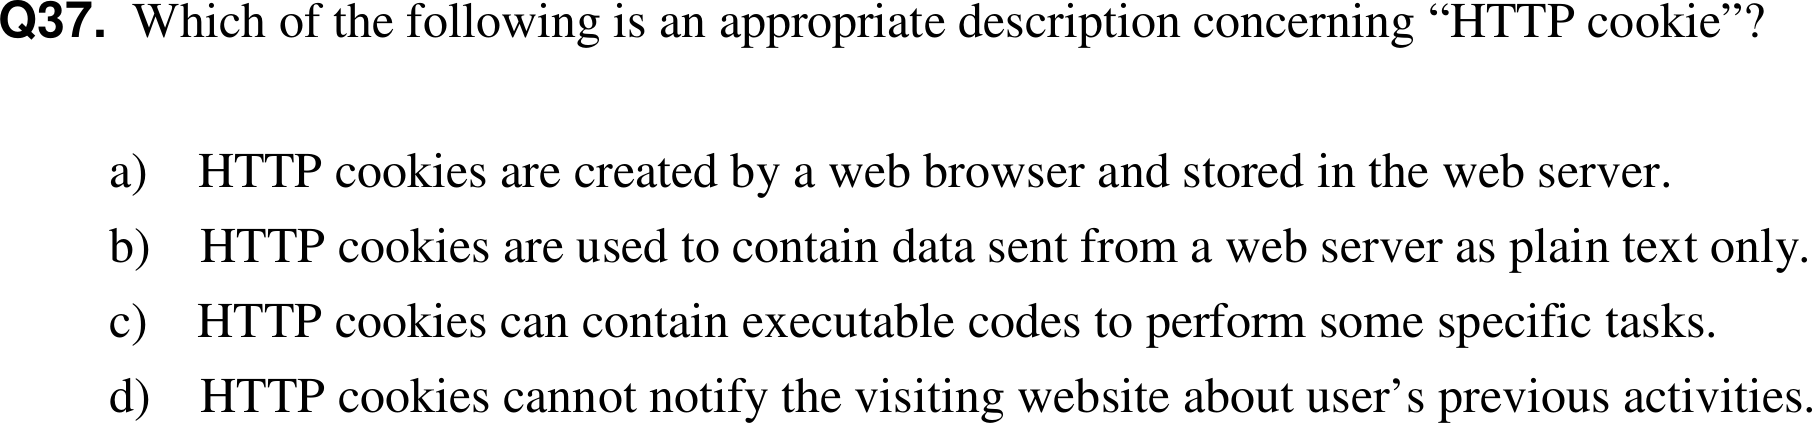 Q37. Which of the following is an appropriate description concerning “HTTP cookie”?
a) HTTP cookies are created by a web browser and stored in the web server.
b) HTTP cookies are used to contain data sent from a web server as plain text only.
c) HTTP cookies can contain executable codes to perform some specific tasks.
d) HTTP cookies cannot notify the visiting website about user’s previous activities.